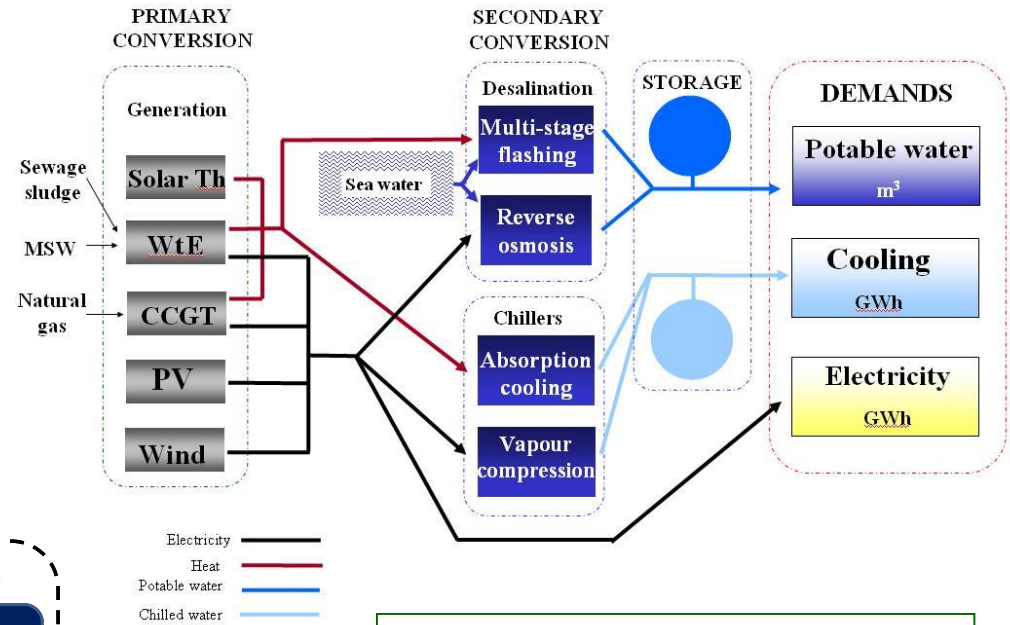 PRIMARY
CONVERSION
Generation
Sewage
sludge
MSW
Natural
gas
Solar Th
WtE
CCGT
PV
Wind
SECONDARY
CONVERSION
Desalination
Multi-stage
flashing
Sea water
Reverse
osmosis
Chillers
Absorption
cooling
Vapour
compression
STORAGE
DEMANDS
Potable water
m³
Cooling
GWh
Electricity
GWh
Electricity
Heat
Potable water
Chilled water